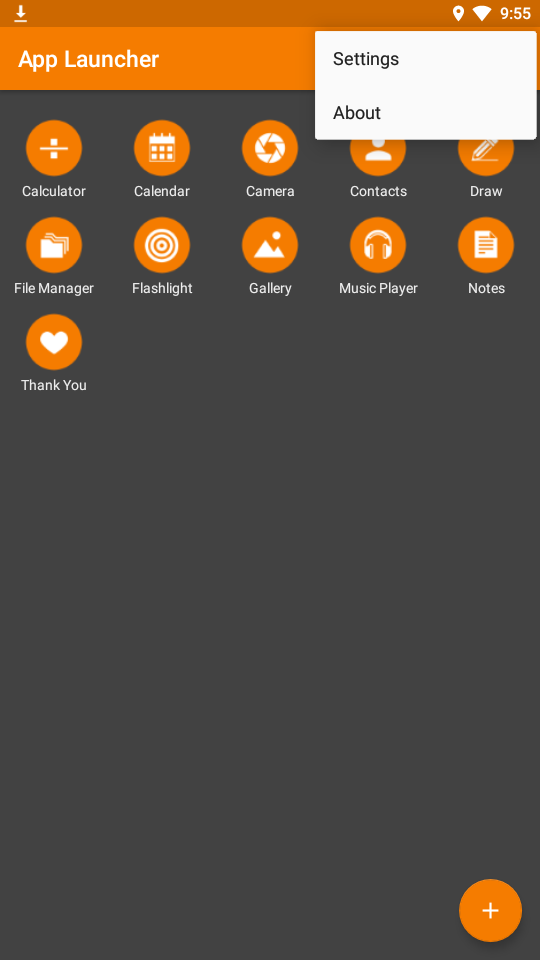 9:55
App Launcher
Settings
About
Calculator
Calendar
Camera
Contacts
Draw
File Manager
Flashlight
Gallery
Music Player
Notes
Thank You